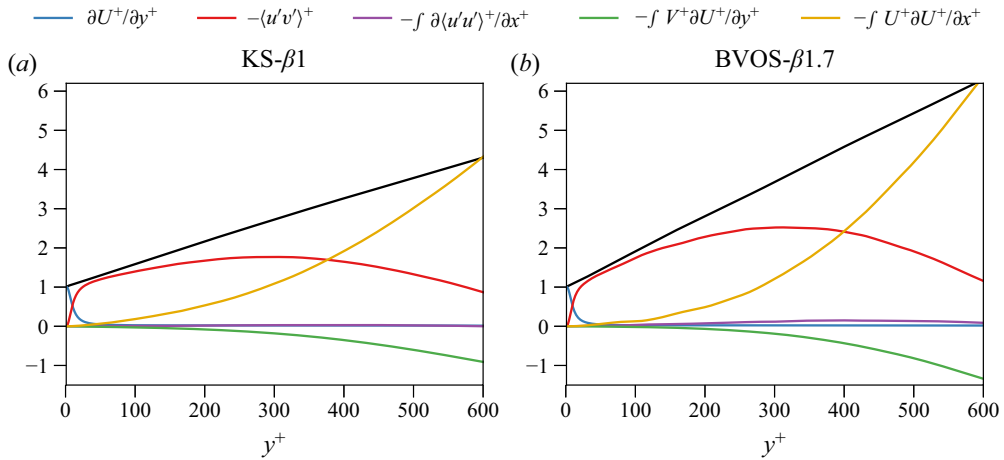 ∂U⁺/∂y⁺ −⟨u′v′⟩⁺ −∫ ∂⟨u′u′⟩⁺/∂x⁺ −∫ V⁺∂U⁺/∂y⁺ −∫ U⁺∂U⁺/∂x⁺
(a) KS-β1 (b) BVOS-β1.7
6 6
5 5
4 4
3 3
2 2
1 1
0 0
−1 −1
0 100 200 300 400 500 600 0 100 200 300 400 500 600
y⁺ y⁺